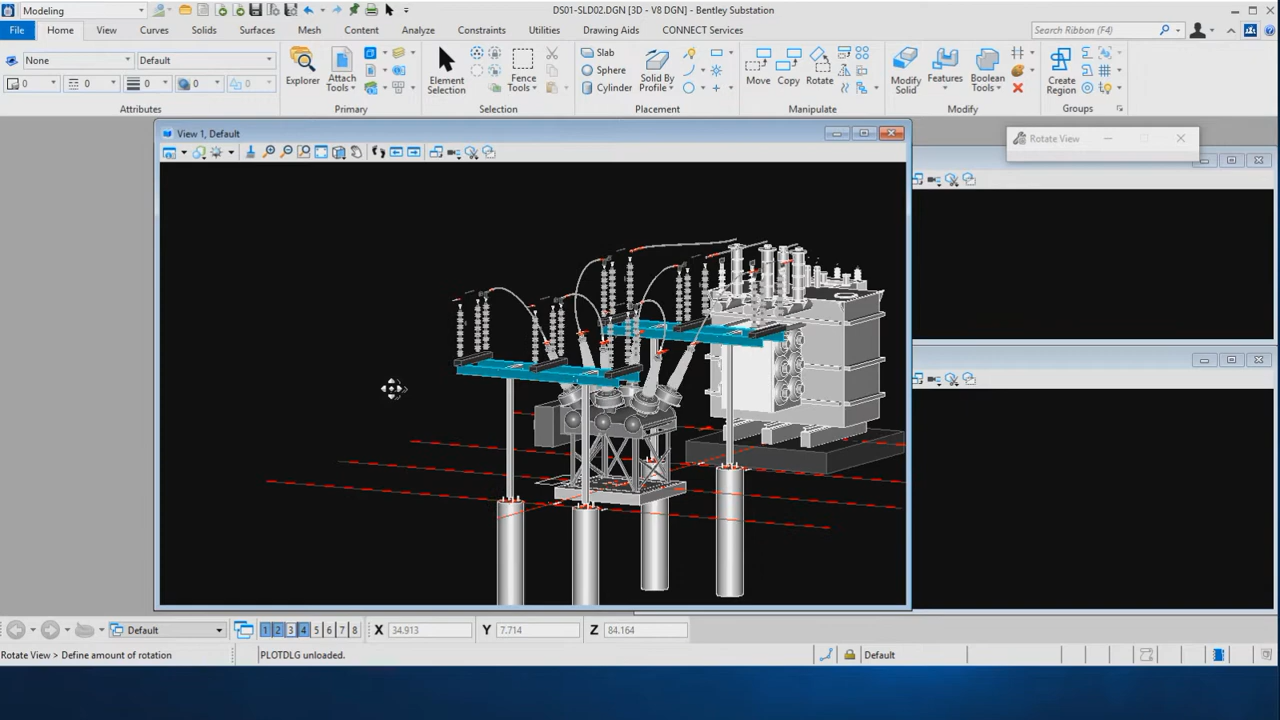 Modeling
DS01-SLD02.DGN [3D - V8 DGN] - Bentley Substation
File Home View Curves Solids Surfaces Mesh Content Analyze Constraints Utilities Drawing Aids CONNECT Services
Search Ribbon (F4)
None
Default
0
0
0
0
0
Attributes
Explorer
Attach Tools
Primary
Element Selection
Fence Tools
Selection
Slab
Sphere
Cylinder
Solid By Profile
Placement
Move
Copy
Rotate
Manipulate
Modify Solid
Features
Boolean Tools
Modify
Create Region
Groups
View 1, Default
Rotate View
Default
1 2 3 4 5 6 7 8
X 34.913
Y 7.714
Z 84.164
Rotate View > Define amount of rotation
PLOTDLG unloaded.
Default